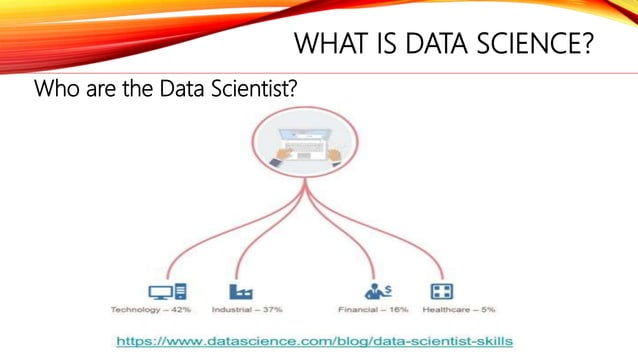 WHAT IS DATA SCIENCE?
Who are the Data Scientist?
Technology – 42% Industrial – 37% Financial – 16% Healthcare – 5%
https://www.datascience.com/blog/data-scientist-skills